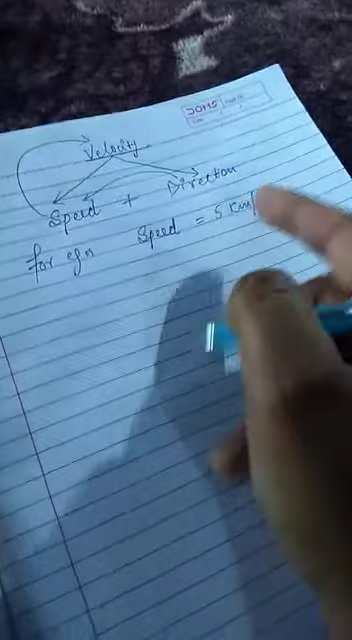 DOMS
Velocity
Speed + Direction
for egn Speed = 5 Km/